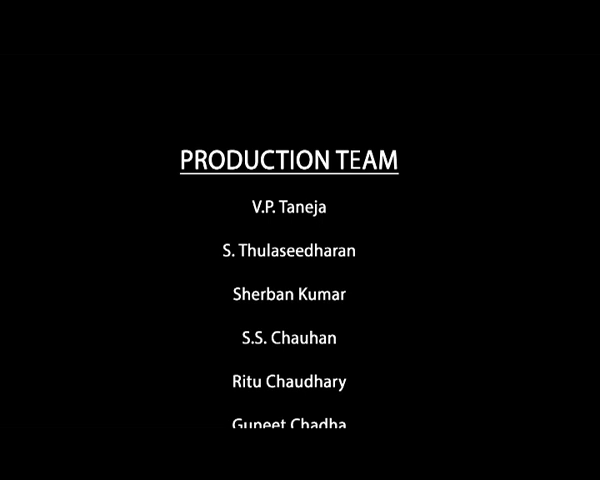 PRODUCTION TEAM
V.P. Taneja
S. Thulaseedharan
Sherban Kumar
S.S. Chauhan
Ritu Chaudhary
Guneet Chadha